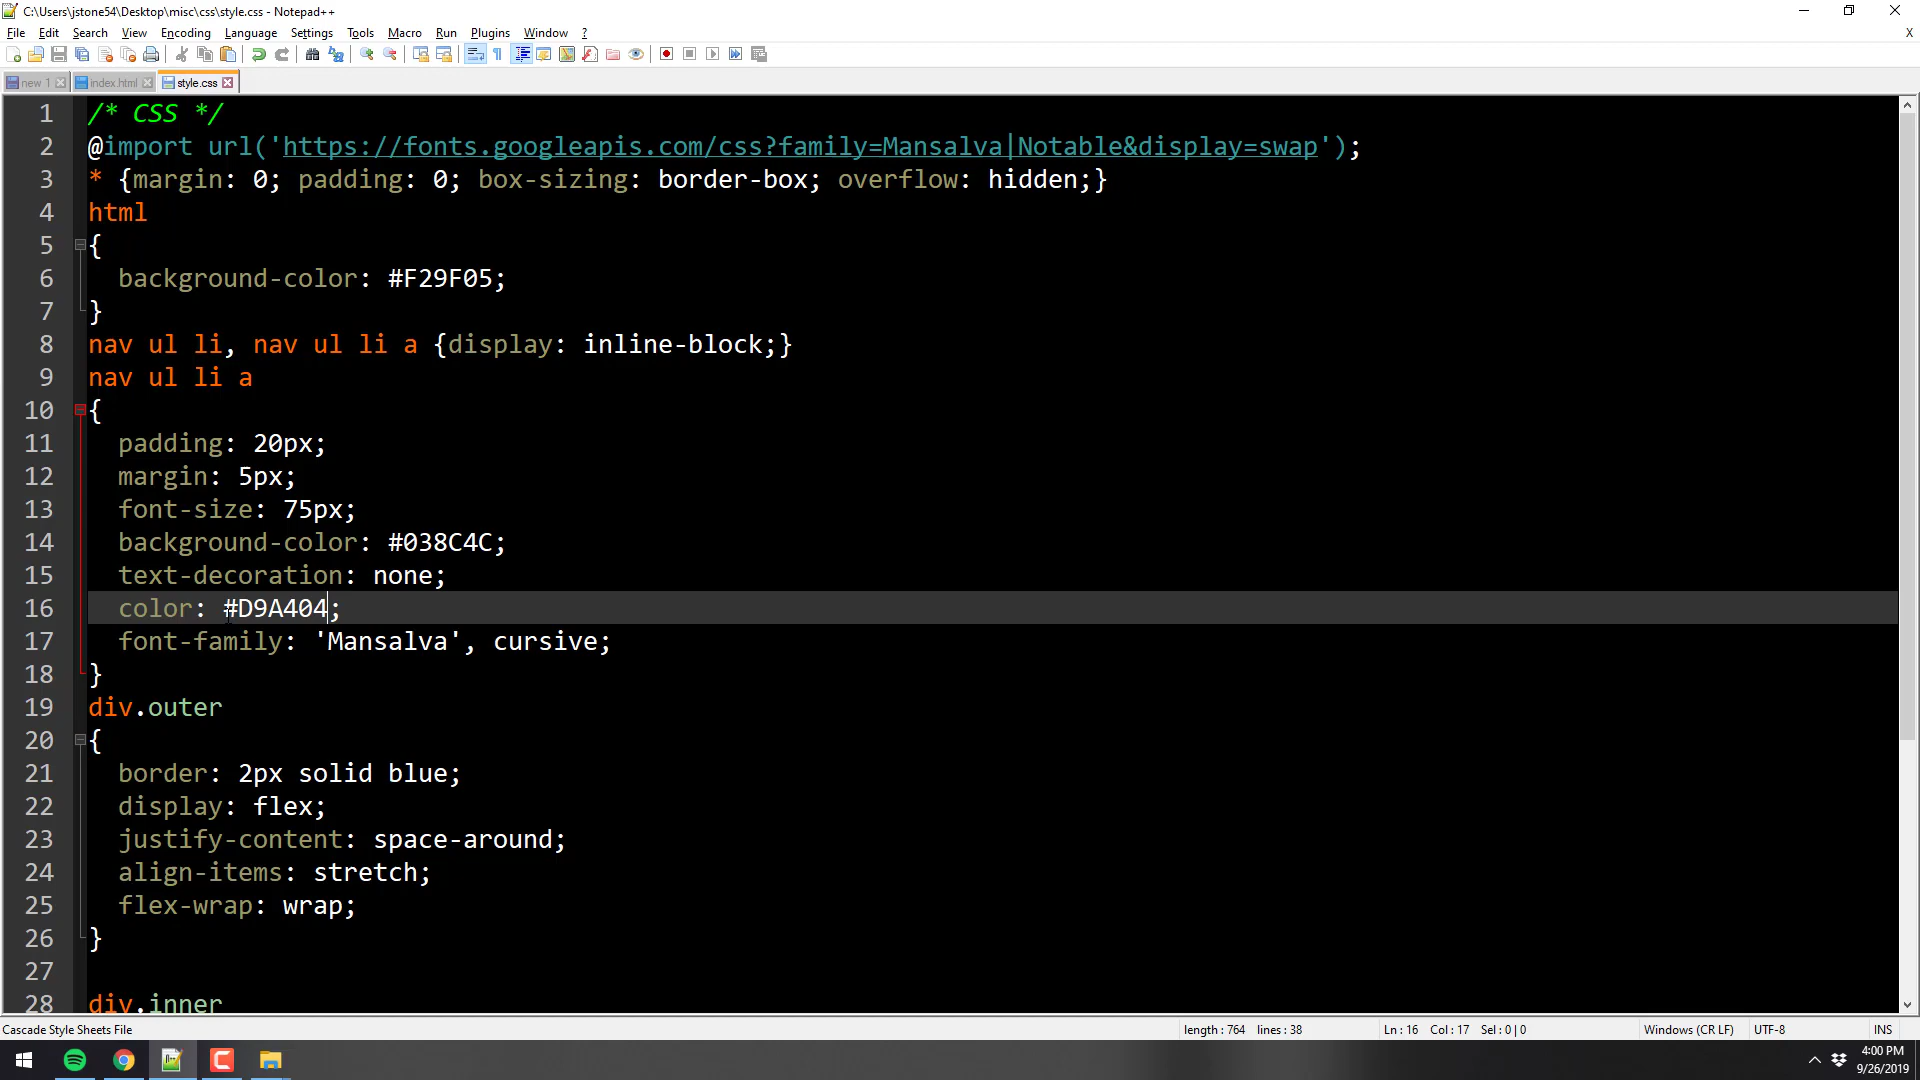 C:\Users\jstone54\Desktop\misc\css\style.css - Notepad++
File Edit Search View Encoding Language Settings Tools Macro Run Plugins Window ? X
new 1 index.html style.css
1 /* CSS */
2 @import url('https://fonts.googleapis.com/css?family=Mansalva|Notable&display=swap');
3 * {margin: 0; padding: 0; box-sizing: border-box; overflow: hidden;}
4 html
5 {
6 background-color: #F29F05;
7 }
8 nav ul li, nav ul li a {display: inline-block;}
9 nav ul li a
10 {
11 padding: 20px;
12 margin: 5px;
13 font-size: 75px;
14 background-color: #038C4C;
15 text-decoration: none;
16 color: #D9A404;
17 font-family: 'Mansalva', cursive;
18 }
19 div.outer
20 {
21 border: 2px solid blue;
22 display: flex;
23 justify-content: space-around;
24 align-items: stretch;
25 flex-wrap: wrap;
26 }
27
28 div.inner
Cascade Style Sheets File length : 764 lines : 38 Ln : 16 Col : 17 Sel : 0 | 0 Windows (CR LF) UTF-8 INS
4:00 PM
9/26/2019